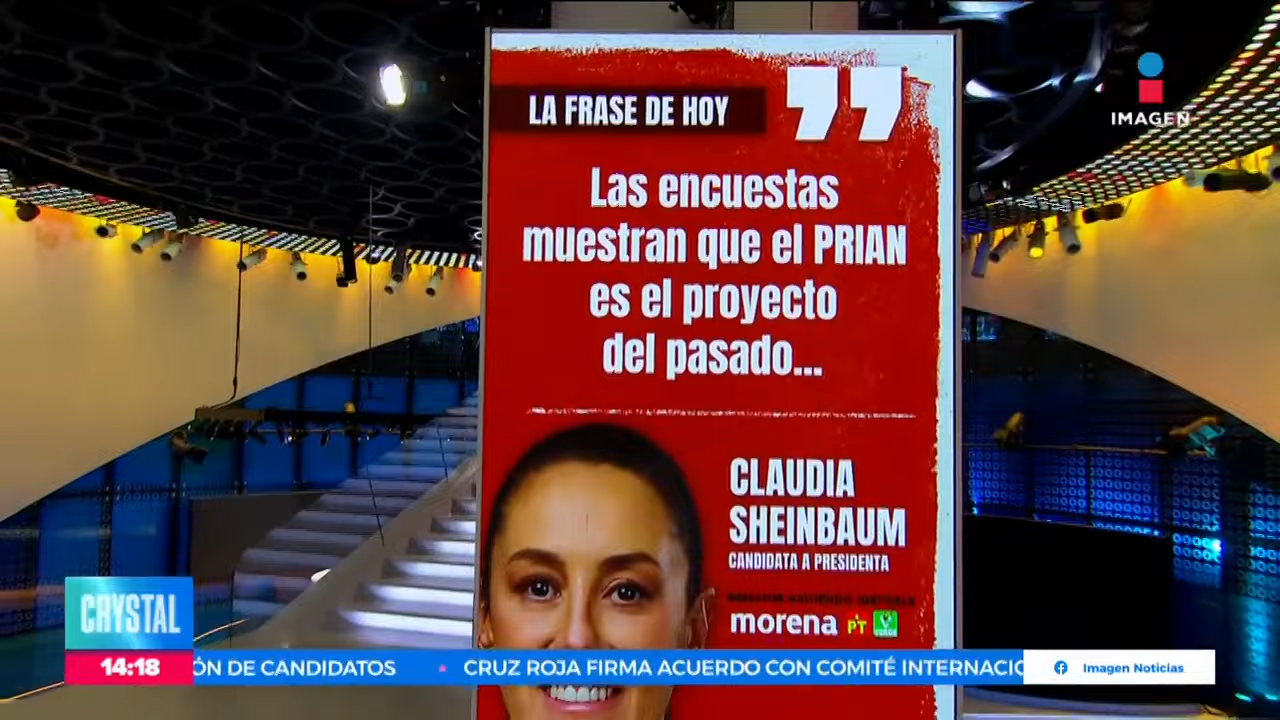 IMAGEN
LA FRASE DE HOY
Las encuestas
muestran que el PRIAN
es el proyecto
del pasado...
CLAUDIA
SHEINBAUM
CANDIDATA A PRESIDENTA
morena PT VERDE
CRYSTAL
14:18 ÓN DE CANDIDATOS • CRUZ ROJA FIRMA ACUERDO CON COMITÉ INTERNACIO
Imagen Noticias